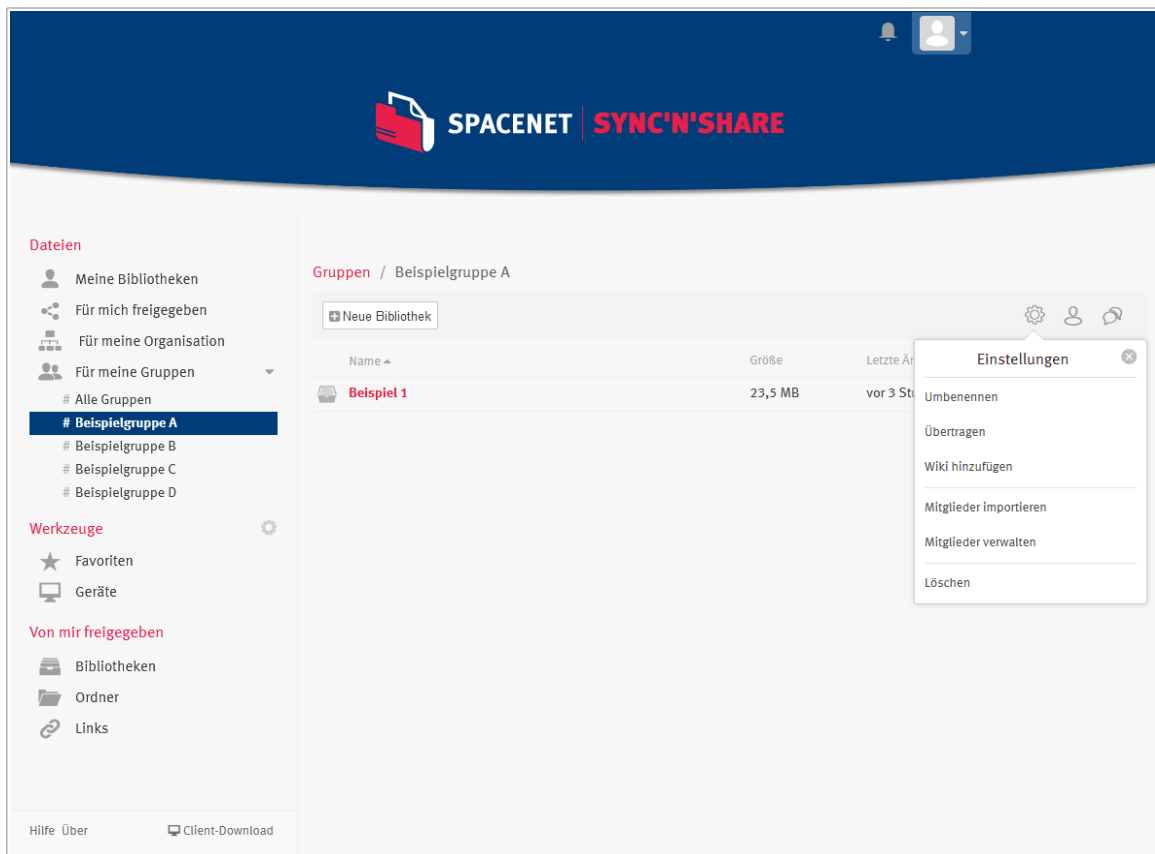 SPACENET | SYNC'N'SHARE
Dateien
Meine Bibliotheken
Für mich freigegeben
Für meine Organisation
Für meine Gruppen
# Alle Gruppen
# Beispielgruppe A
# Beispielgruppe B
# Beispielgruppe C
# Beispielgruppe D
Werkzeuge
Favoriten
Geräte
Von mir freigegeben
Bibliotheken
Ordner
Links
Hilfe Über Client-Download
Gruppen / Beispielgruppe A
Neue Bibliothek
Name Größe Letzte
Beispiel 1 23,5 MB vor 3
Einstellungen
Umbenennen
Übertragen
Wiki hinzufügen
Mitglieder importieren
Mitglieder verwalten
Löschen